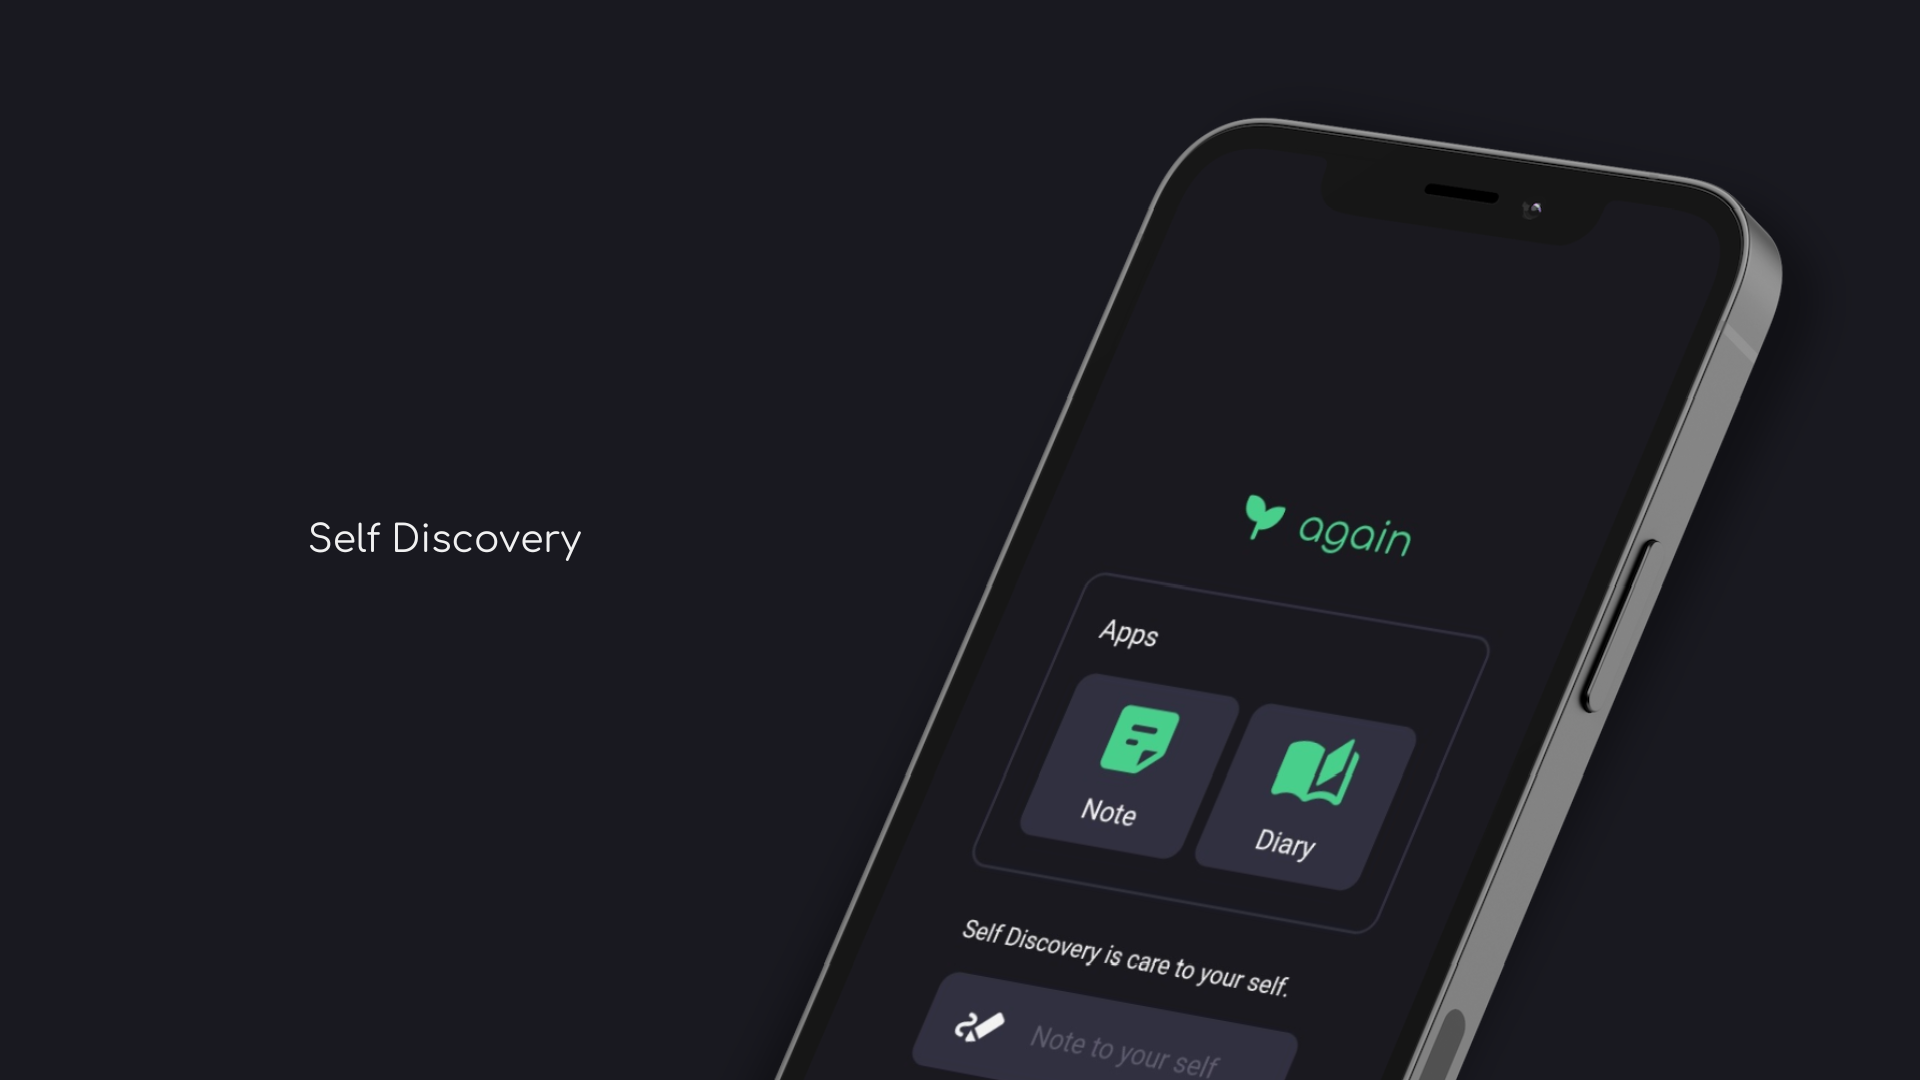 Self Discovery
again
Apps
Note
Diary
Self Discovery is care to your self.
Note to your self